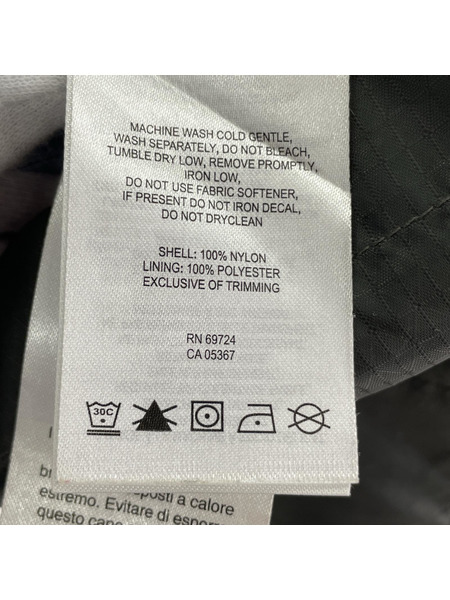 MACHINE WASH COLD GENTLE,
WASH SEPARATELY, DO NOT BLEACH,
TUMBLE DRY LOW, REMOVE PROMPTLY,
IRON LOW,
DO NOT USE FABRIC SOFTENER,
IF PRESENT DO NOT IRON DECAL,
DO NOT DRYCLEAN
SHELL: 100% NYLON
LINING: 100% POLYESTER
EXCLUSIVE OF TRIMMING
RN 69724
CA 05367
30C
a calore
estremo. Evitare di
questo